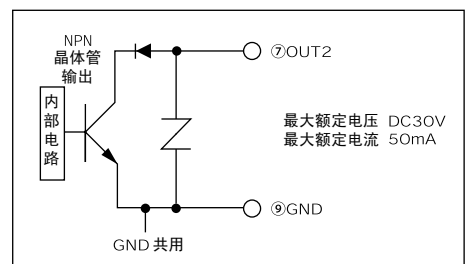 NPN
晶体管
输出
内
部
电
路
⑦OUT2
最大额定电压 DC30V
最大额定电流 50mA
⑨GND
GND 共用